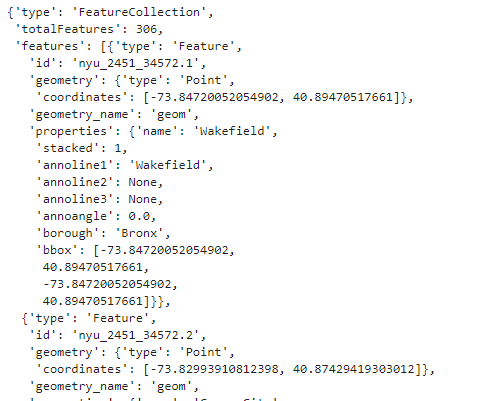 {'type': 'FeatureCollection',
'totalFeatures': 306,
'features': [{'type': 'Feature',
'id': 'nyu_2451_34572.1',
'geometry': {'type': 'Point',
'coordinates': [-73.84720052054902, 40.89470517661]},
'geometry_name': 'geom',
'properties': {'name': 'Wakefield',
'stacked': 1,
'annoline1': 'Wakefield',
'annoline2': None,
'annoline3': None,
'annoangle': 0.0,
'borough': 'Bronx',
'bbox': [-73.84720052054902,
40.89470517661,
-73.84720052054902,
40.89470517661]}},
{'type': 'Feature',
'id': 'nyu_2451_34572.2',
'geometry': {'type': 'Point',
'coordinates': [-73.82993910812398, 40.87429419303012]},
'geometry_name': 'geom',